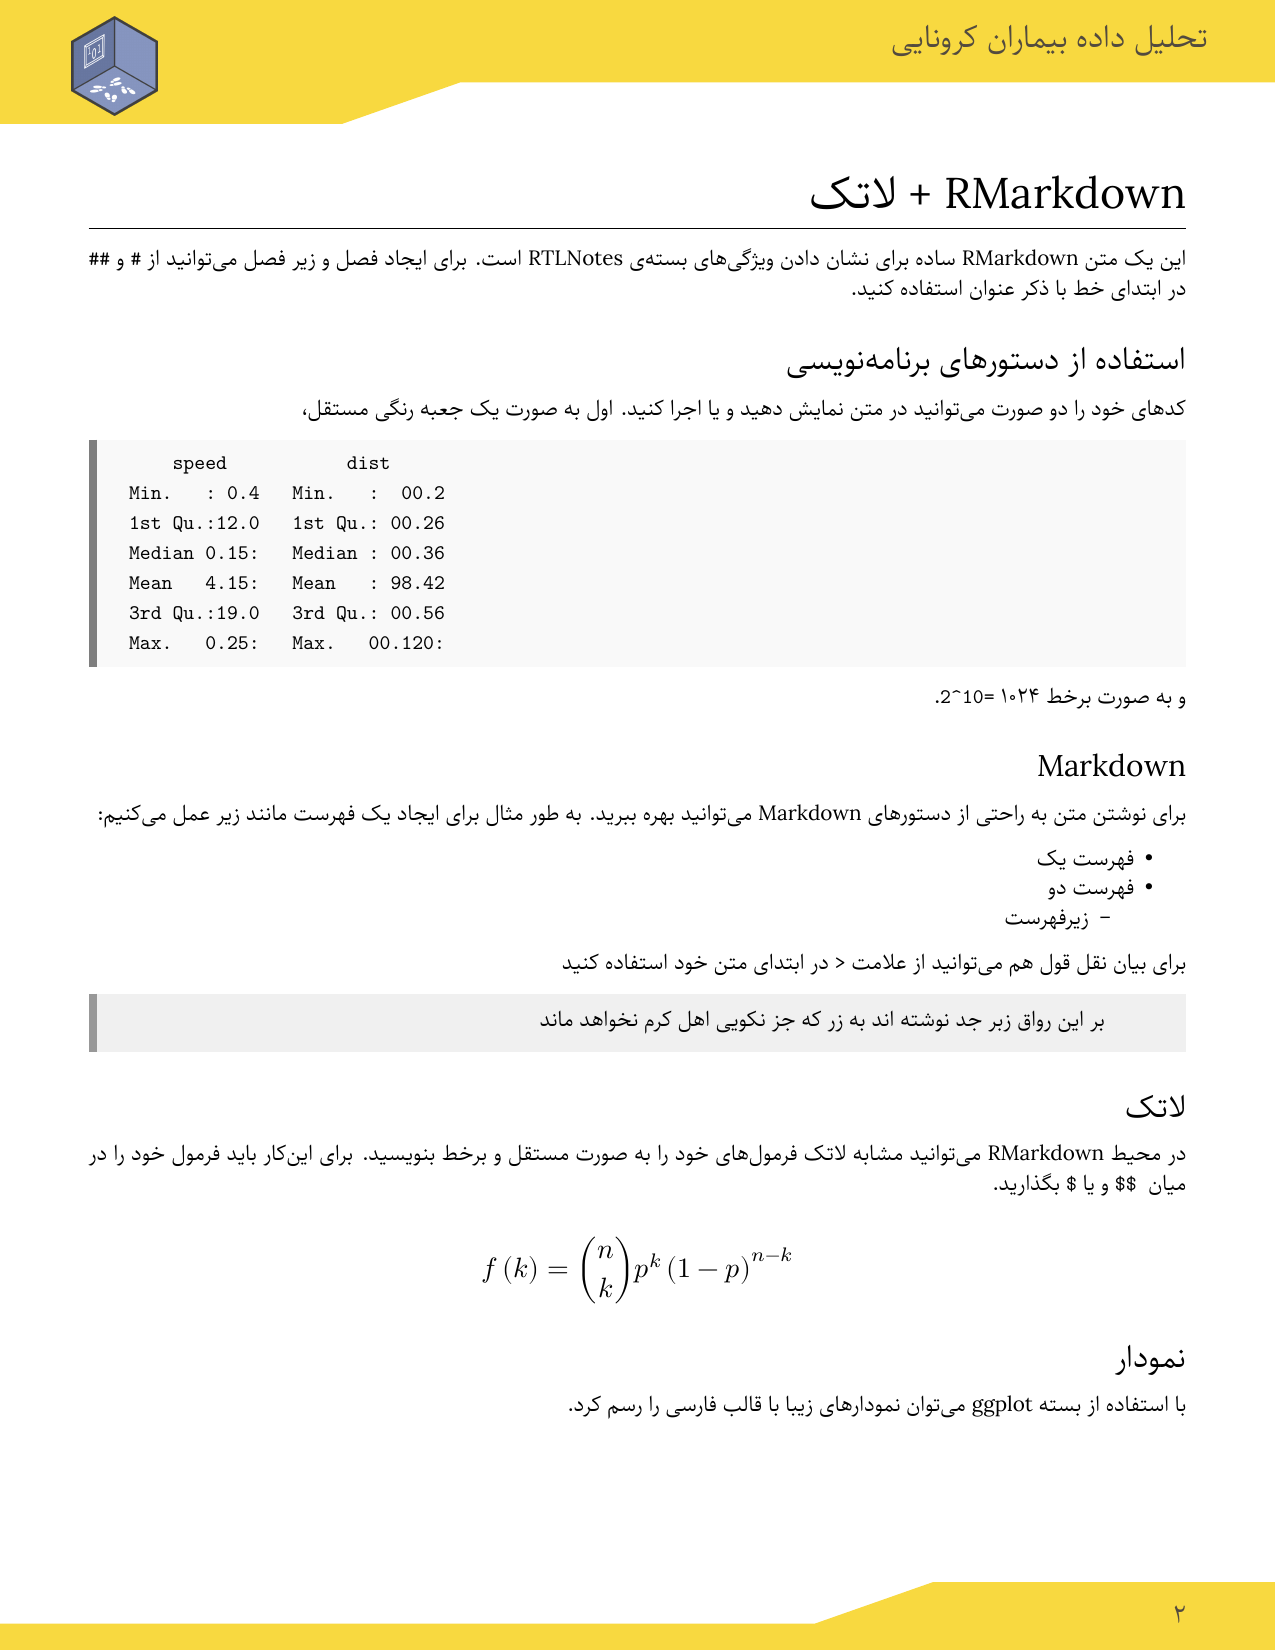 تحلیل داده بیماران کرونایی
RMarkdown + لاتک
این یک متن RMarkdown ساده برای نشان دادن ویژگی‌های بسته‌ی RTLNotes است. برای ایجاد فصل و زیر فصل می‌توانید از # و ##
در ابتدای خط با ذکر عنوان استفاده کنید.
استفاده از دستورهای برنامه‌نویسی
کدهای خود را دو صورت می‌توانید در متن نمایش دهید و یا اجرا کنید. اول به صورت یک جعبه رنگی مستقل،
speed dist
Min. : 0.4 Min. : 00.2
1st Qu.:12.0 1st Qu.: 00.26
Median 0.15: Median : 00.36
Mean 4.15: Mean : 98.42
3rd Qu.:19.0 3rd Qu.: 00.56
Max. 0.25: Max. 00.120:
و به صورت برخط ۱۰۲۴ =2^10.
Markdown
برای نوشتن متن به راحتی از دستورهای Markdown می‌توانید بهره ببرید. به طور مثال برای ایجاد یک فهرست مانند زیر عمل می‌کنیم:
• فهرست یک
• فهرست دو
– زیرفهرست
برای بیان نقل قول هم می‌توانید از علامت > در ابتدای متن خود استفاده کنید
بر این رواق زبر جد نوشته اند به زر که جز نکویی اهل کرم نخواهد ماند
لاتک
در محیط RMarkdown می‌توانید مشابه لاتک فرمول‌های خود را به صورت مستقل و برخط بنویسید. برای این‌کار باید فرمول خود را در
میان $$ و یا $ بگذارید.
f (k) = (n k) p^k (1 − p)^{n−k}
نمودار
با استفاده از بسته ggplot می‌توان نمودارهای زیبا با قالب فارسی را رسم کرد.
۲